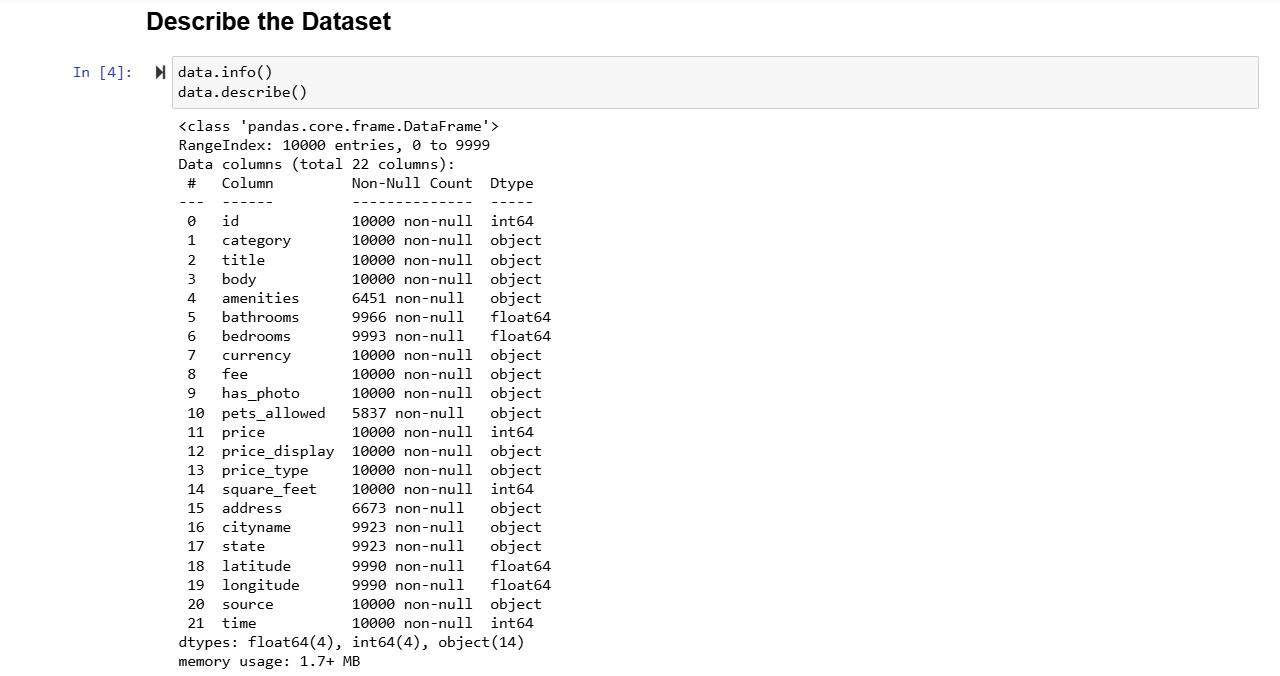 Describe the Dataset
In [4]: data.info()
data.describe()
<class 'pandas.core.frame.DataFrame'>
RangeIndex: 10000 entries, 0 to 9999
Data columns (total 22 columns):
 #   Column         Non-Null Count  Dtype
---  ------         --------------  -----
 0   id             10000 non-null  int64
 1   category       10000 non-null  object
 2   title          10000 non-null  object
 3   body           10000 non-null  object
 4   amenities      6451 non-null   object
 5   bathrooms      9966 non-null   float64
 6   bedrooms       9993 non-null   float64
 7   currency       10000 non-null  object
 8   fee            10000 non-null  object
 9   has_photo      10000 non-null  object
 10  pets_allowed   5837 non-null   object
 11  price          10000 non-null  int64
 12  price_display  10000 non-null  object
 13  price_type     10000 non-null  object
 14  square_feet    10000 non-null  int64
 15  address        6673 non-null   object
 16  cityname       9923 non-null   object
 17  state          9923 non-null   object
 18  latitude       9990 non-null   float64
 19  longitude      9990 non-null   float64
 20  source         10000 non-null  object
 21  time           10000 non-null  int64
dtypes: float64(4), int64(4), object(14)
memory usage: 1.7+ MB